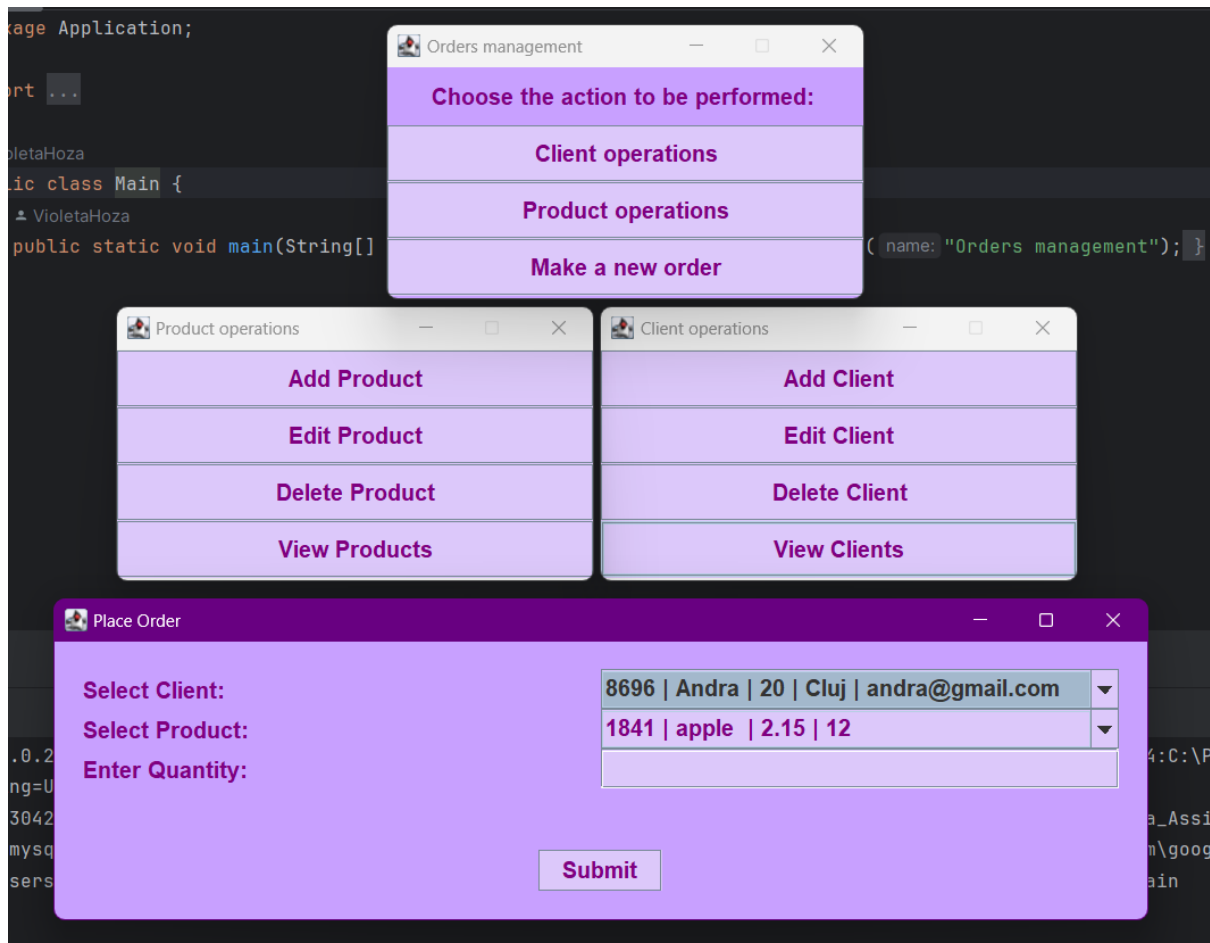 Application;
Orders management
Choose the action to be performed:
...
Client operations
VioletaHoza
class Main {
Product operations
VioletaHoza
public static void main(String[] ( name: "Orders management"); }
Make a new order
Product operations
Client operations
Add Product
Add Client
Edit Product
Edit Client
Delete Product
Delete Client
View Products
View Clients
Place Order
Select Client: 8696 | Andra | 20 | Cluj | andra@gmail.com
Select Product: 1841 | apple | 2.15 | 12
.0.2 4:C:\P
Enter Quantity:
ng=U
3042 a_Assi
mysq m\goog
Submit
sers ain